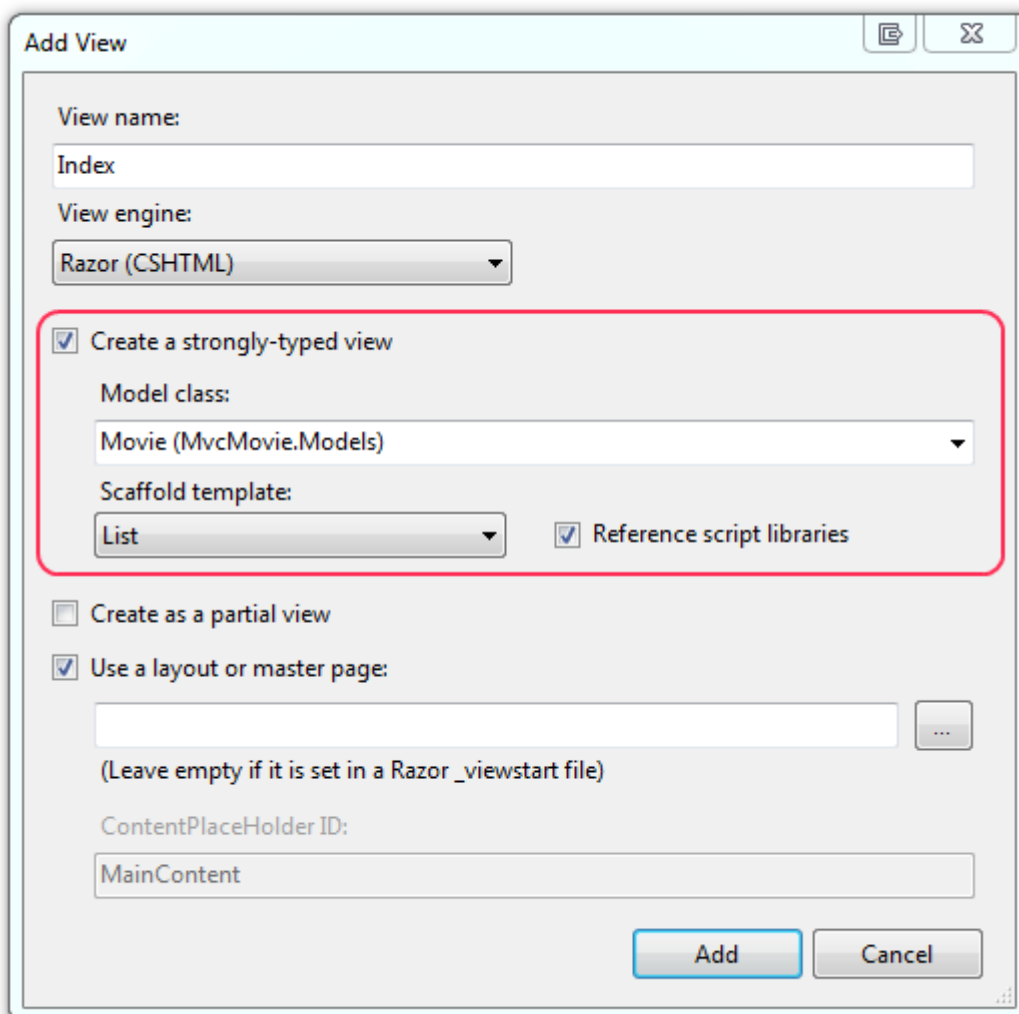 Add View
View name:
Index
View engine:
Razor (CSHTML)
Create a strongly-typed view
Model class:
Movie (MvcMovie.Models)
Scaffold template:
List
Reference script libraries
Create as a partial view
Use a layout or master page:
...
(Leave empty if it is set in a Razor _viewstart file)
ContentPlaceHolder ID:
MainContent
Add
Cancel